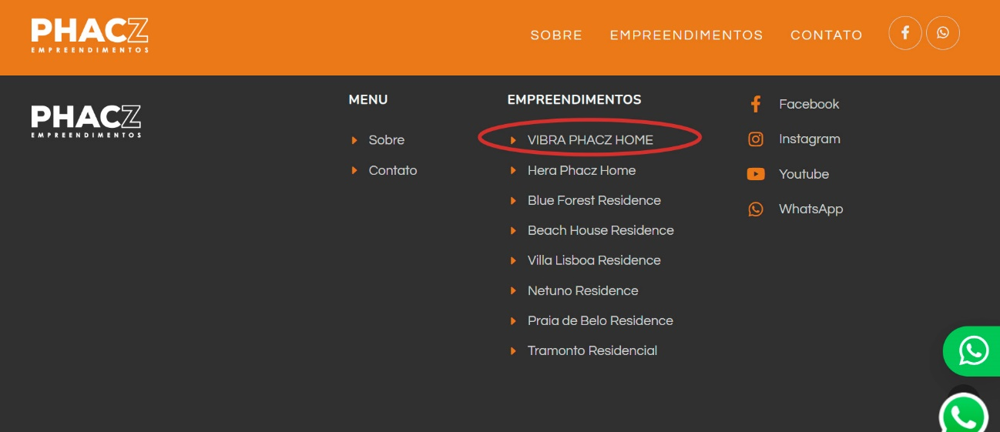 PHACZ
EMPREENDIMENTOS
SOBRE EMPREENDIMENTOS CONTATO
PHACZ
EMPREENDIMENTOS
MENU
Sobre
Contato
EMPREENDIMENTOS
VIBRA PHACZ HOME
Hera Phacz Home
Blue Forest Residence
Beach House Residence
Villa Lisboa Residence
Netuno Residence
Praia de Belo Residence
Tramonto Residencial
Facebook
Instagram
Youtube
WhatsApp